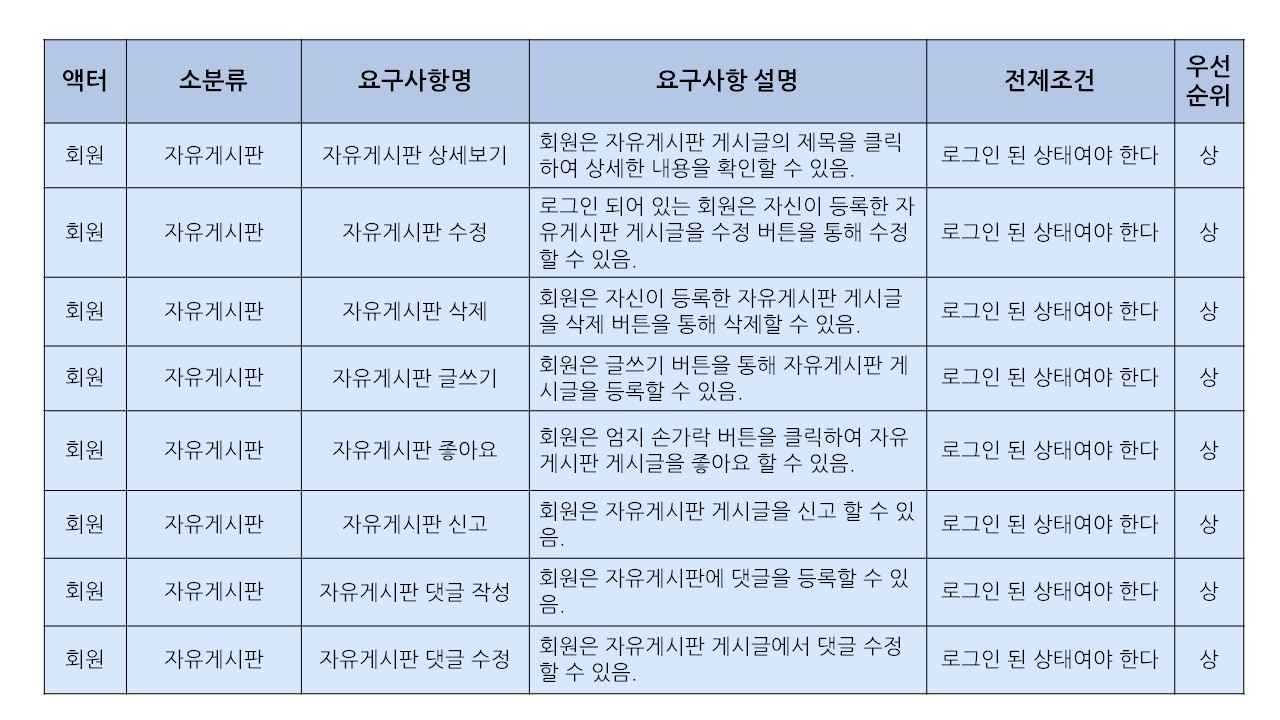 액터 소분류 요구사항명 요구사항 설명 전제조건 우선
순위
회원 자유게시판 자유게시판 상세보기 회원은 자유게시판 게시글의 제목을 클릭
하여 상세한 내용을 확인할 수 있음. 로그인 된 상태여야 한다 상
회원 자유게시판 자유게시판 수정 로그인 되어 있는 회원은 자신이 등록한 자
유게시판 게시글을 수정 버튼을 통해 수정
할 수 있음. 로그인 된 상태여야 한다 상
회원 자유게시판 자유게시판 삭제 회원은 자신이 등록한 자유게시판 게시글
을 삭제 버튼을 통해 삭제할 수 있음. 로그인 된 상태여야 한다 상
회원 자유게시판 자유게시판 글쓰기 회원은 글쓰기 버튼을 통해 자유게시판 게
시글을 등록할 수 있음. 로그인 된 상태여야 한다 상
회원 자유게시판 자유게시판 좋아요 회원은 엄지 손가락 버튼을 클릭하여 자유
게시판 게시글을 좋아요 할 수 있음. 로그인 된 상태여야 한다 상
회원 자유게시판 자유게시판 신고 회원은 자유게시판 게시글을 신고 할 수 있
음. 로그인 된 상태여야 한다 상
회원 자유게시판 자유게시판 댓글 작성 회원은 자유게시판에 댓글을 등록할 수 있
음. 로그인 된 상태여야 한다 상
회원 자유게시판 자유게시판 댓글 수정 회원은 자유게시판 게시글에서 댓글 수정
할 수 있음. 로그인 된 상태여야 한다 상